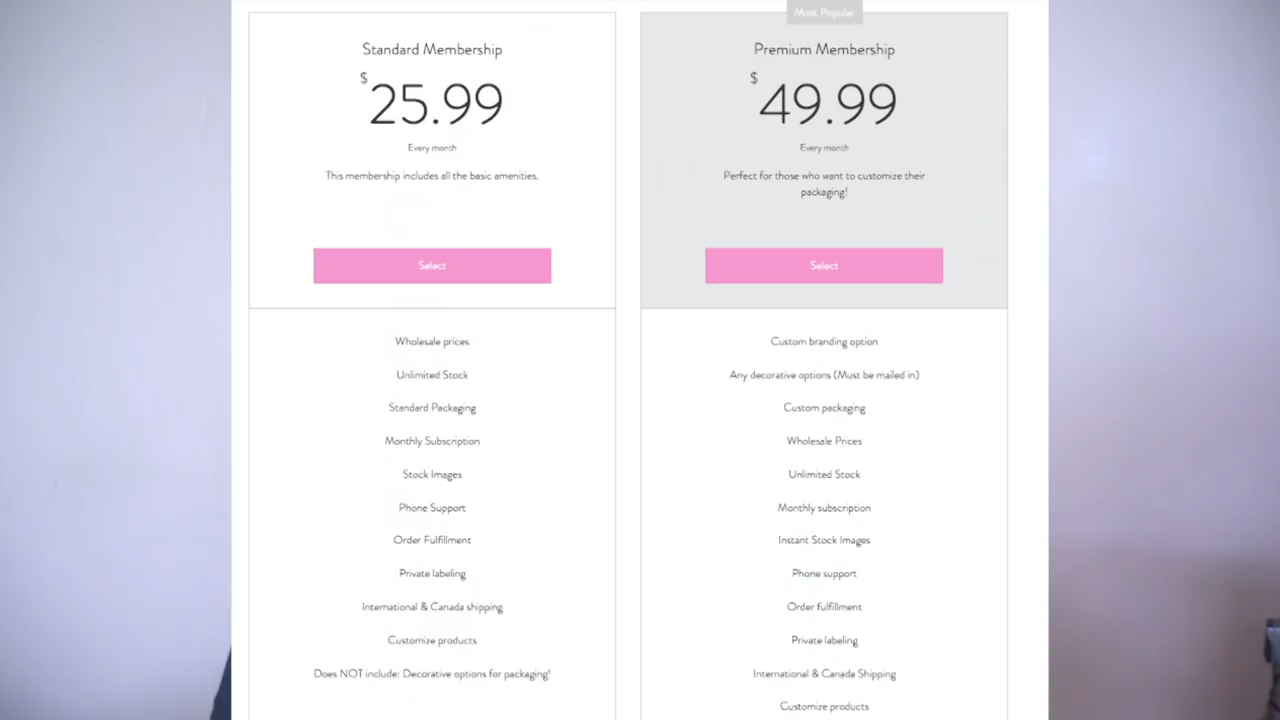 Standard Membership
$
25.99
Every month
This membership includes all the basic amenities.
Select
Wholesale prices
Unlimited Stock
Standard Packaging
Monthly Subscription
Stock Images
Phone Support
Order Fulfillment
Private labeling
International & Canada shipping
Customize products
Does NOT include: Decorative options for packaging!
Most Popular
Premium Membership
$
49.99
Every month
Perfect for those who want to customize their
packaging!
Select
Custom branding option
Any decorative options (Must be mailed in)
Custom packaging
Wholesale Prices
Unlimited Stock
Monthly subscription
Instant Stock Images
Phone support
Order fulfillment
Private labeling
International & Canada Shipping
Customize products